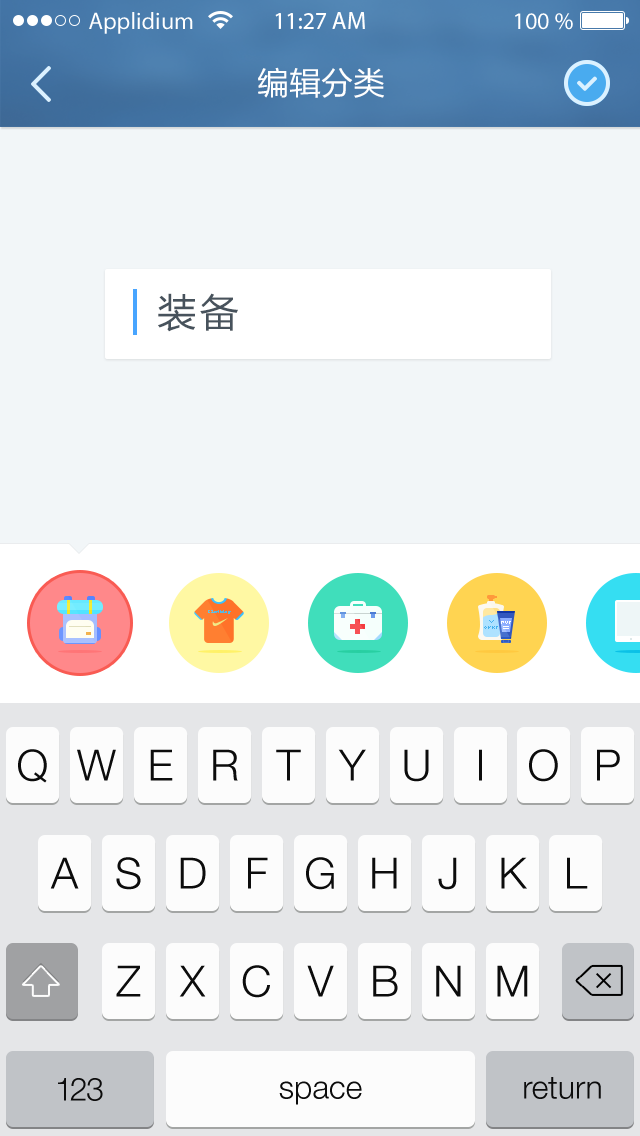 Applidium 11:27 AM 100 %
编辑分类
装备
Q W E R T Y U I O P
A S D F G H J K L
Z X C V B N M
123 space return